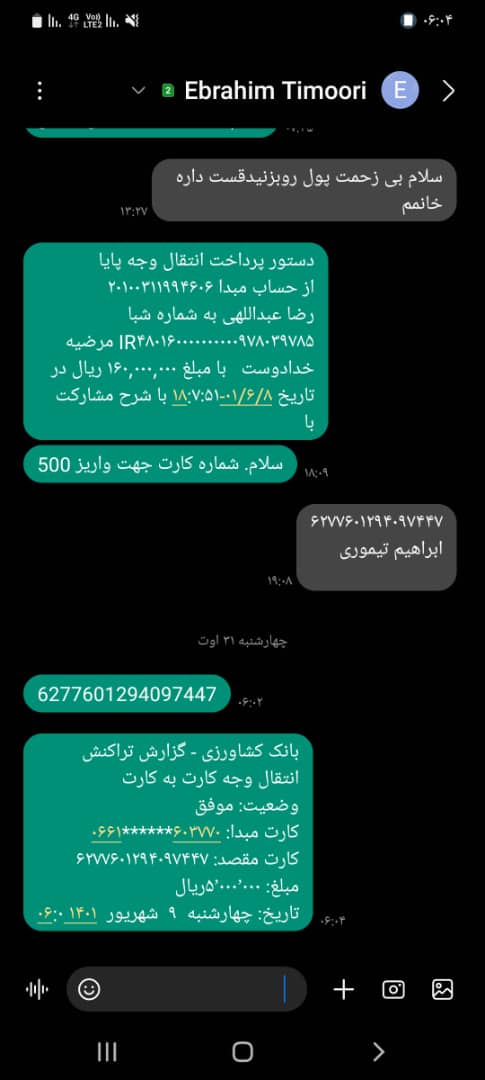 4G
Vo))
LTE2
۰۶:۰۴
2 Ebrahim Timoori E
سلام بی زحمت پول روبزنیدقست داره
خانمم
۱۳:۲۷
دستور پرداخت انتقال وجه پایا
از حساب مبدا ۲۰۱۰۰۳۱۱۹۹۴۶۰۶
رضا عبداللهی به شماره شبا
IR۴۸۰۱۶۰۰۰۰۰۰۰۰۰۰۹۷۸۰۳۹۷۸۵ مرضیه
خدادوست با مبلغ ۱۶۰,۰۰۰,۰۰۰ ریال در
تاریخ ۰۱/۶/۸-۱۸:۷:۵۱ با شرح مشارکت
با
سلام. شماره کارت جهت واریز 500
۱۸:۰۹
۶۲۷۷۶۰۱۲۹۴۰۹۷۴۴۷
ابراهیم تیموری
۱۹:۰۸
چهارشنبه ۳۱ اوت
6277601294097447
۰۶:۰۲
بانک کشاورزی - گزارش تراکنش
انتقال وجه کارت به کارت
وضعیت: موفق
کارت مبدا: ۶۰۳۷۷۰******۰۶۶۱
کارت مقصد: ۶۲۷۷۶۰۱۲۹۴۰۹۷۴۴۷
مبلغ: ۵٬۰۰۰٬۰۰۰ریال
تاریخ: چهارشنبه ۹ شهریور ۱۴۰۱ ۰۶:۰
۰۶:۰۴